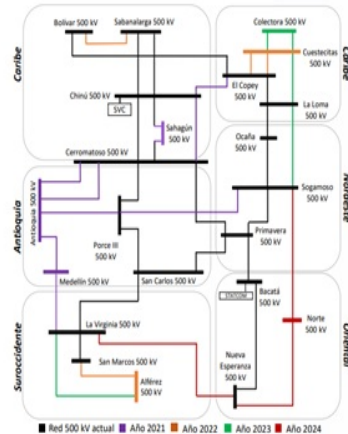 Bolívar 500 kV
Sabanalarga 500 kV
Colectora 500 kV
Cuestecitas
500 kV
Caribe
Caribe
El Copey
500 kV
Chinú 500 kV
SVC
La Loma
500 kV
Sahagún
500 kV
Ocaña
500 kV
Cerromatoso 500 kV
Nordeste
Antioquia
Antioquia 500 kV
Sogamoso
500 kV
Porce III
500 kV
Primavera
500 kV
Medellín 500 kV
San Carlos 500 kV
Bacatá
500 kV
Suroccidente
La Virginia 500 kV
Norte
500 kV
Oriental
San Marcos 500 kV
Nueva
Esperanza
500 kV
Alférez
500 kV
Red 500 kV actual
Año 2021
Año 2022
Año 2023
Año 2024